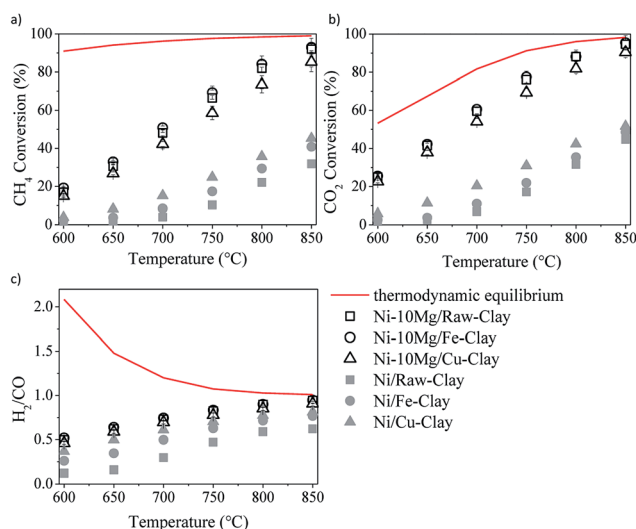 a)
CH4 Conversion (%)
100
80
60
40
20
0
600 650 700 750 800 850
Temperature (°C)
b)
CO2 Conversion (%)
100
80
60
40
20
0
600 650 700 750 800 850
Temperature (°C)
c)
H2/CO
2.0
1.5
1.0
0.5
0.0
600 650 700 750 800 850
Temperature (°C)
thermodynamic equilibrium
Ni-10Mg/Raw-Clay
Ni-10Mg/Fe-Clay
Ni-10Mg/Cu-Clay
Ni/Raw-Clay
Ni/Fe-Clay
Ni/Cu-Clay